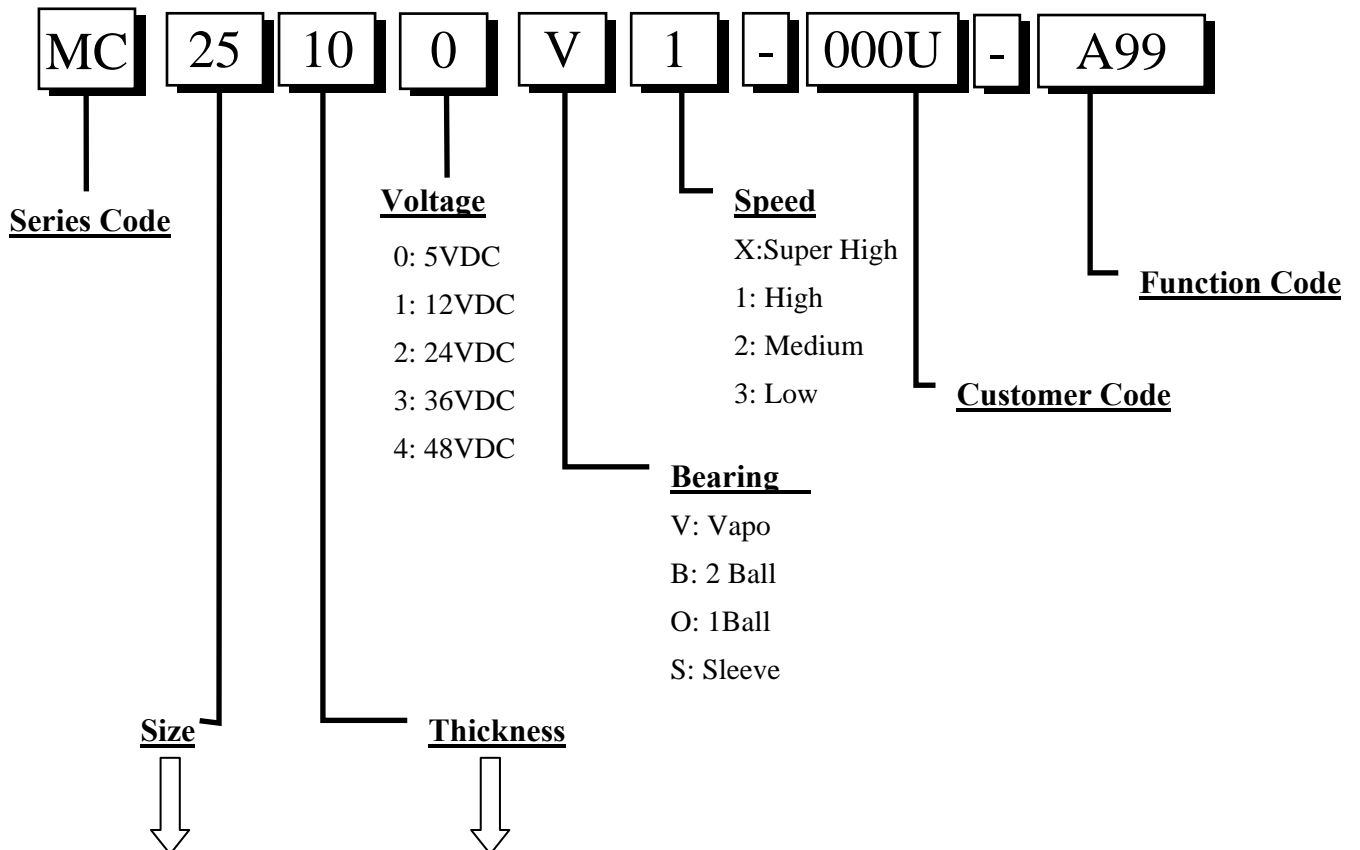 MC 25 10 0 V 1 - 000U - A99
Series Code
Voltage
0: 5VDC
1: 12VDC
2: 24VDC
3: 36VDC
4: 48VDC
Speed
X:Super High
1: High
2: Medium
3: Low
Function Code
Customer Code
Bearing
V: Vapo
B: 2 Ball
O: 1Ball
S: Sleeve
Size
Thickness